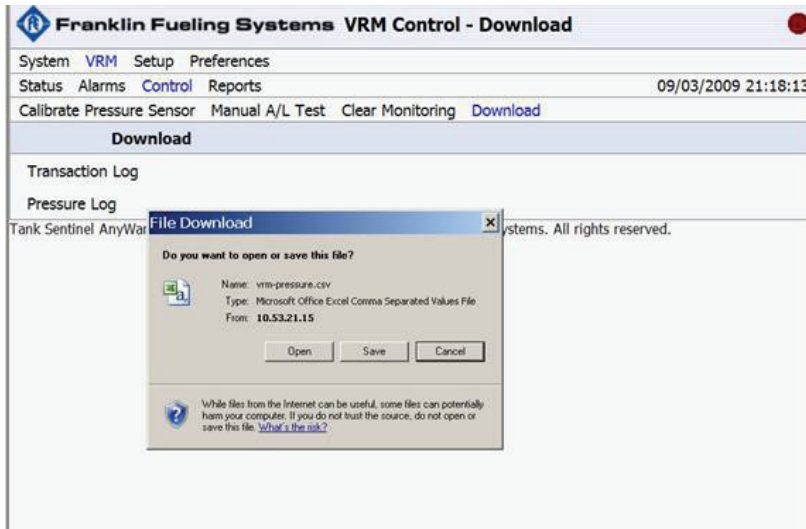 Franklin Fueling Systems VRM Control - Download
System VRM Setup Preferences
Status Alarms Control Reports 09/03/2009 21:18:13
Calibrate Pressure Sensor Manual A/L Test Clear Monitoring Download
Download
Transaction Log
Pressure Log
Tank Sentinel AnyWar ystems. All rights reserved.
File Download
Do you want to open or save this file?
Name: vrm-pressure.csv
Type: Microsoft Office Excel Comma Separated Values File
From: 10.53.21.15
Open Save Cancel
While files from the Internet can be useful, some files can potentially
harm your computer. If you do not trust the source, do not open or
save this file. What's the risk?